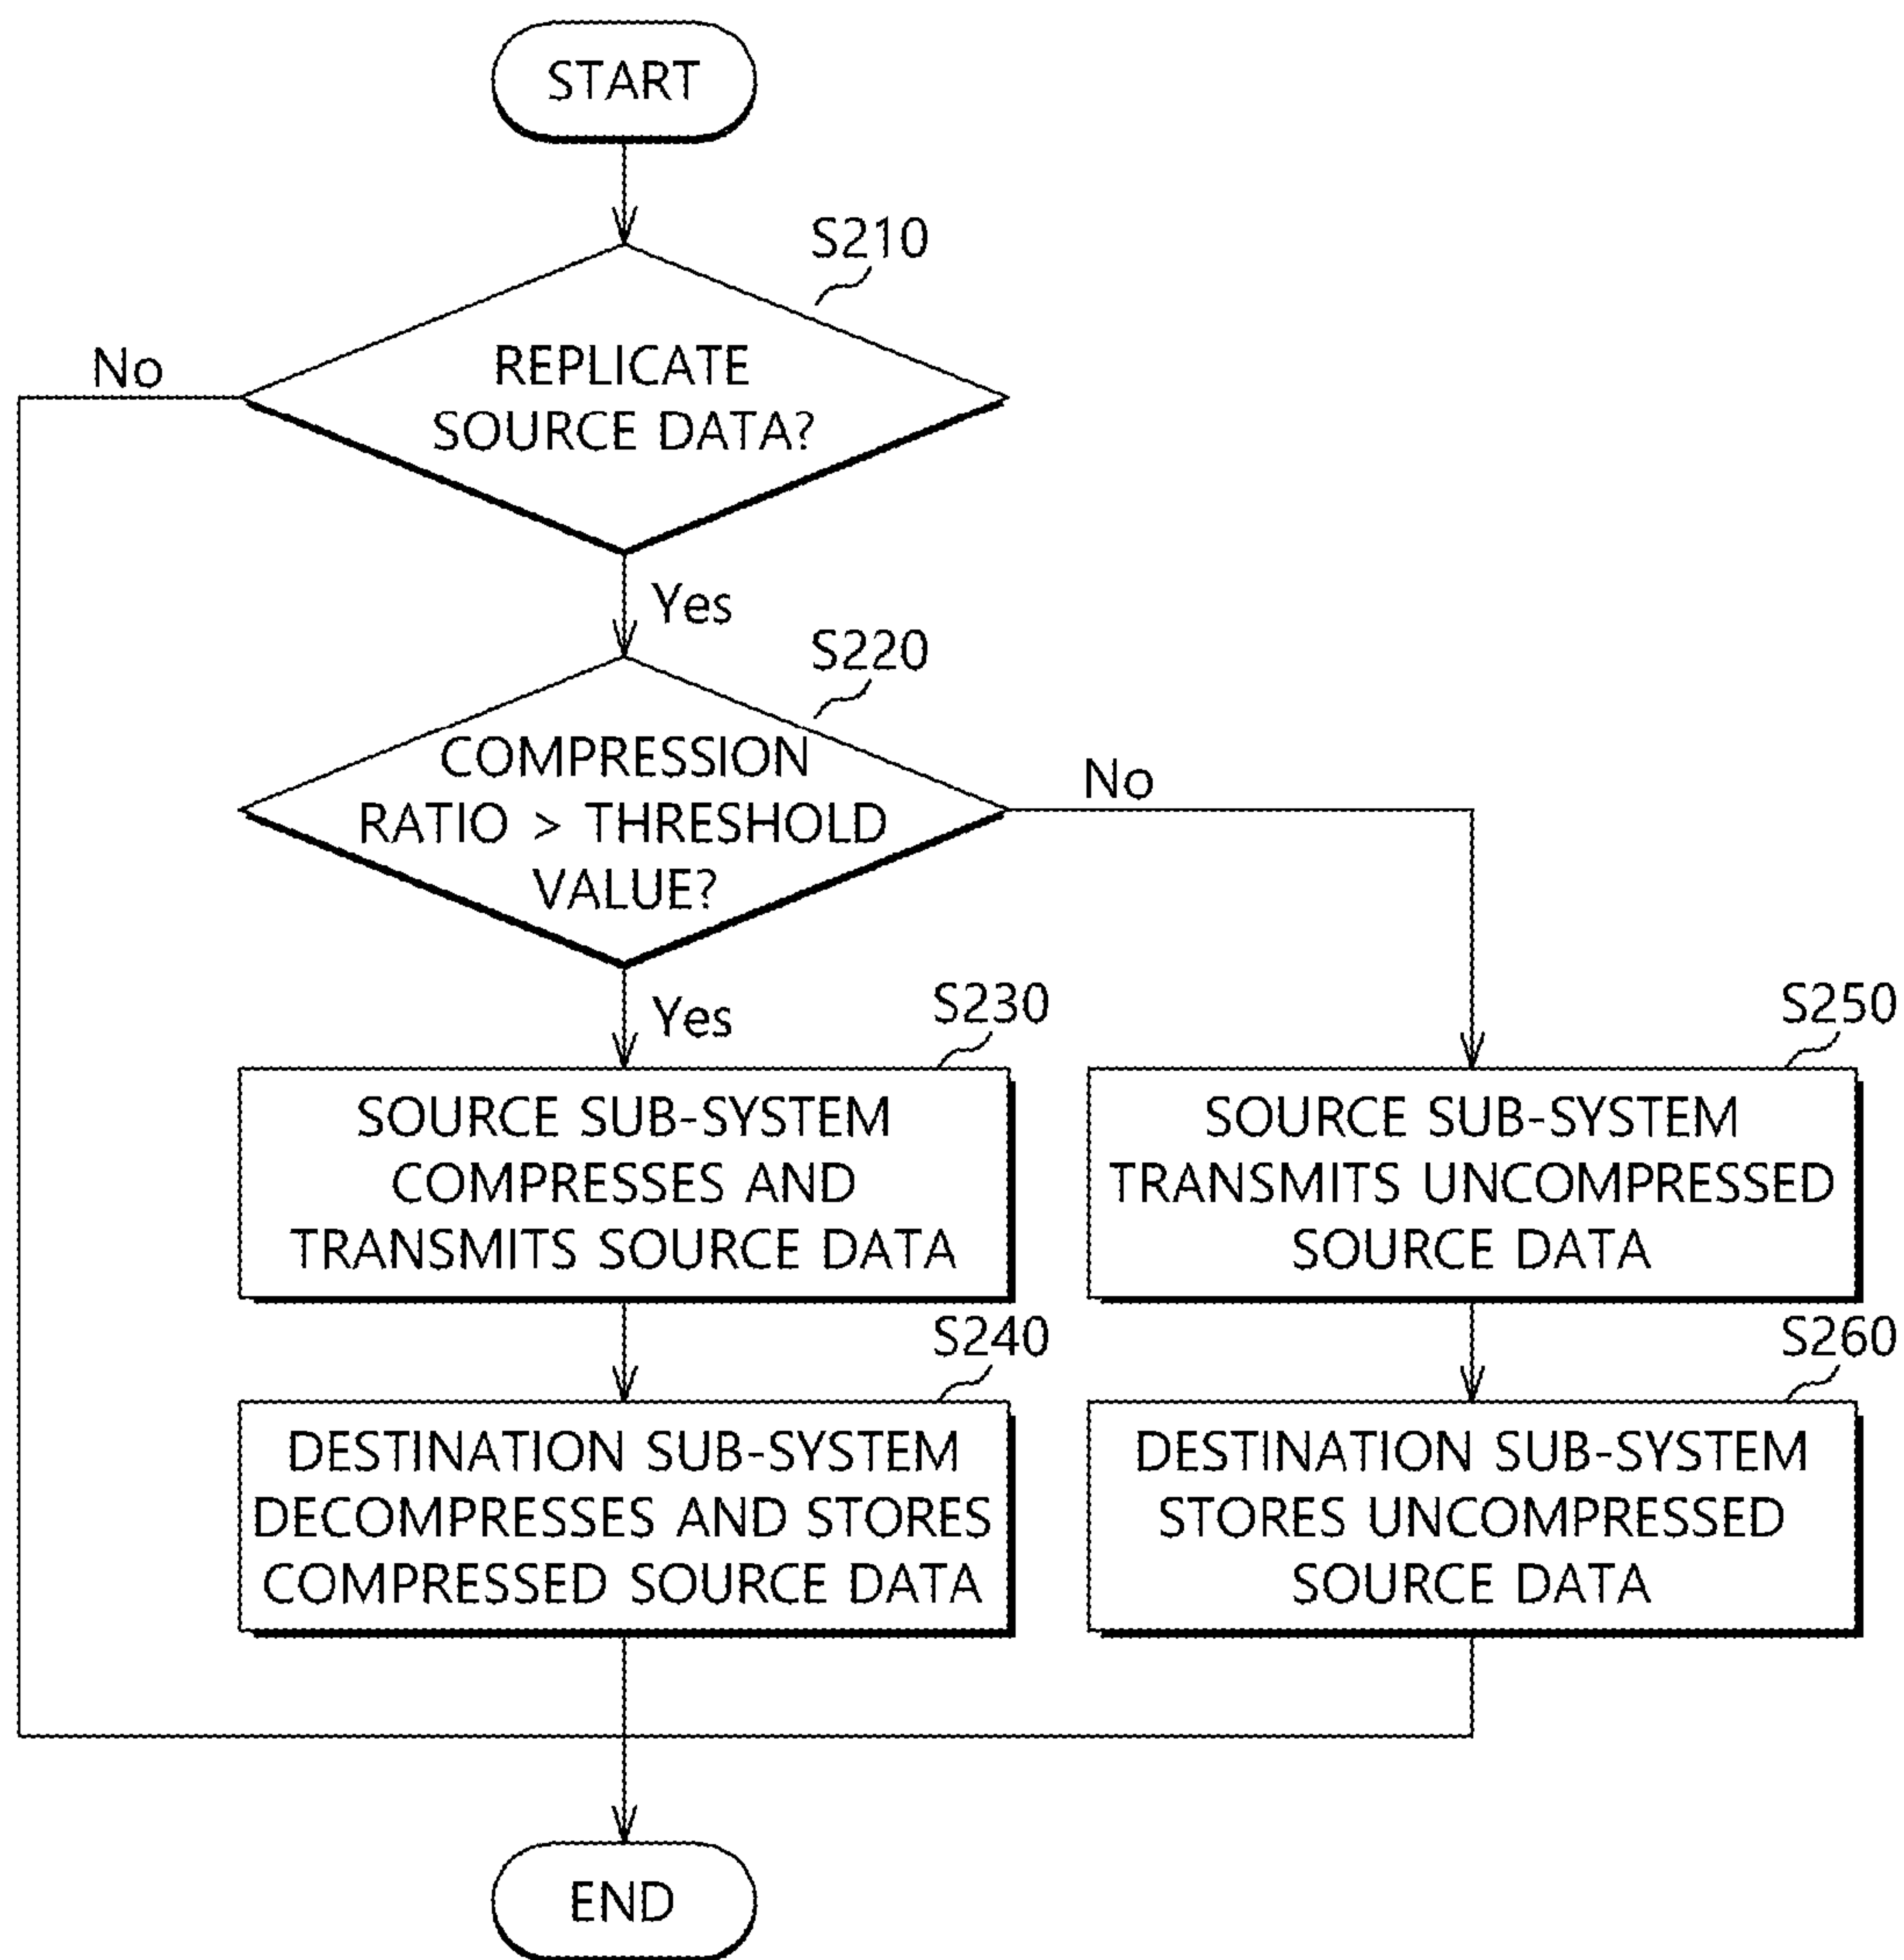 START
S210
No
REPLICATE
SOURCE DATA?
Yes
S220
COMPRESSION
RATIO > THRESHOLD
VALUE?
No
Yes
S230
SOURCE SUB-SYSTEM
COMPRESSES AND
TRANSMITS SOURCE DATA
S250
SOURCE SUB-SYSTEM
TRANSMITS UNCOMPRESSED
SOURCE DATA
S240
DESTINATION SUB-SYSTEM
DECOMPRESSES AND STORES
COMPRESSED SOURCE DATA
S260
DESTINATION SUB-SYSTEM
STORES UNCOMPRESSED
SOURCE DATA
END